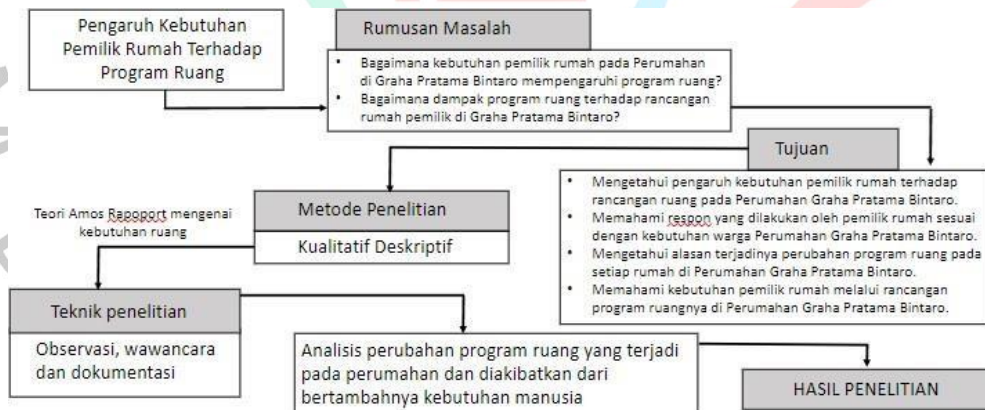 Pengaruh Kebutuhan
Pemilik Rumah Terhadap
Program Ruang
Rumusan Masalah
• Bagaimana kebutuhan pemilik rumah pada Perumahan
di Graha Pratama Bintaro mempengaruhi program ruang?
• Bagaimana dampak program ruang terhadap rancangan
rumah pemilik di Graha Pratama Bintaro?
Tujuan
• Mengetahui pengaruh kebutuhan pemilik rumah terhadap
rancangan ruang pada Perumahan Graha Pratama Bintaro.
• Memahami respon yang dilakukan oleh pemilik rumah sesuai
dengan kebutuhan warga Perumahan Graha Pratama Bintaro.
• Mengetahui alasan terjadinya perubahan program ruang pada
setiap rumah di Perumahan Graha Pratama Bintaro.
• Memahami kebutuhan pemilik rumah melalui rancangan
program ruangnya di Perumahan Graha Pratama Bintaro.
Metode Penelitian
Kualitatif Deskriptif
Teori Amos Rapoport mengenai
kebutuhan ruang
Teknik penelitian
Observasi, wawancara
dan dokumentasi
Analisis perubahan program ruang yang terjadi
pada perumahan dan diakibatkan dari
bertambahnya kebutuhan manusia
HASIL PENELITIAN